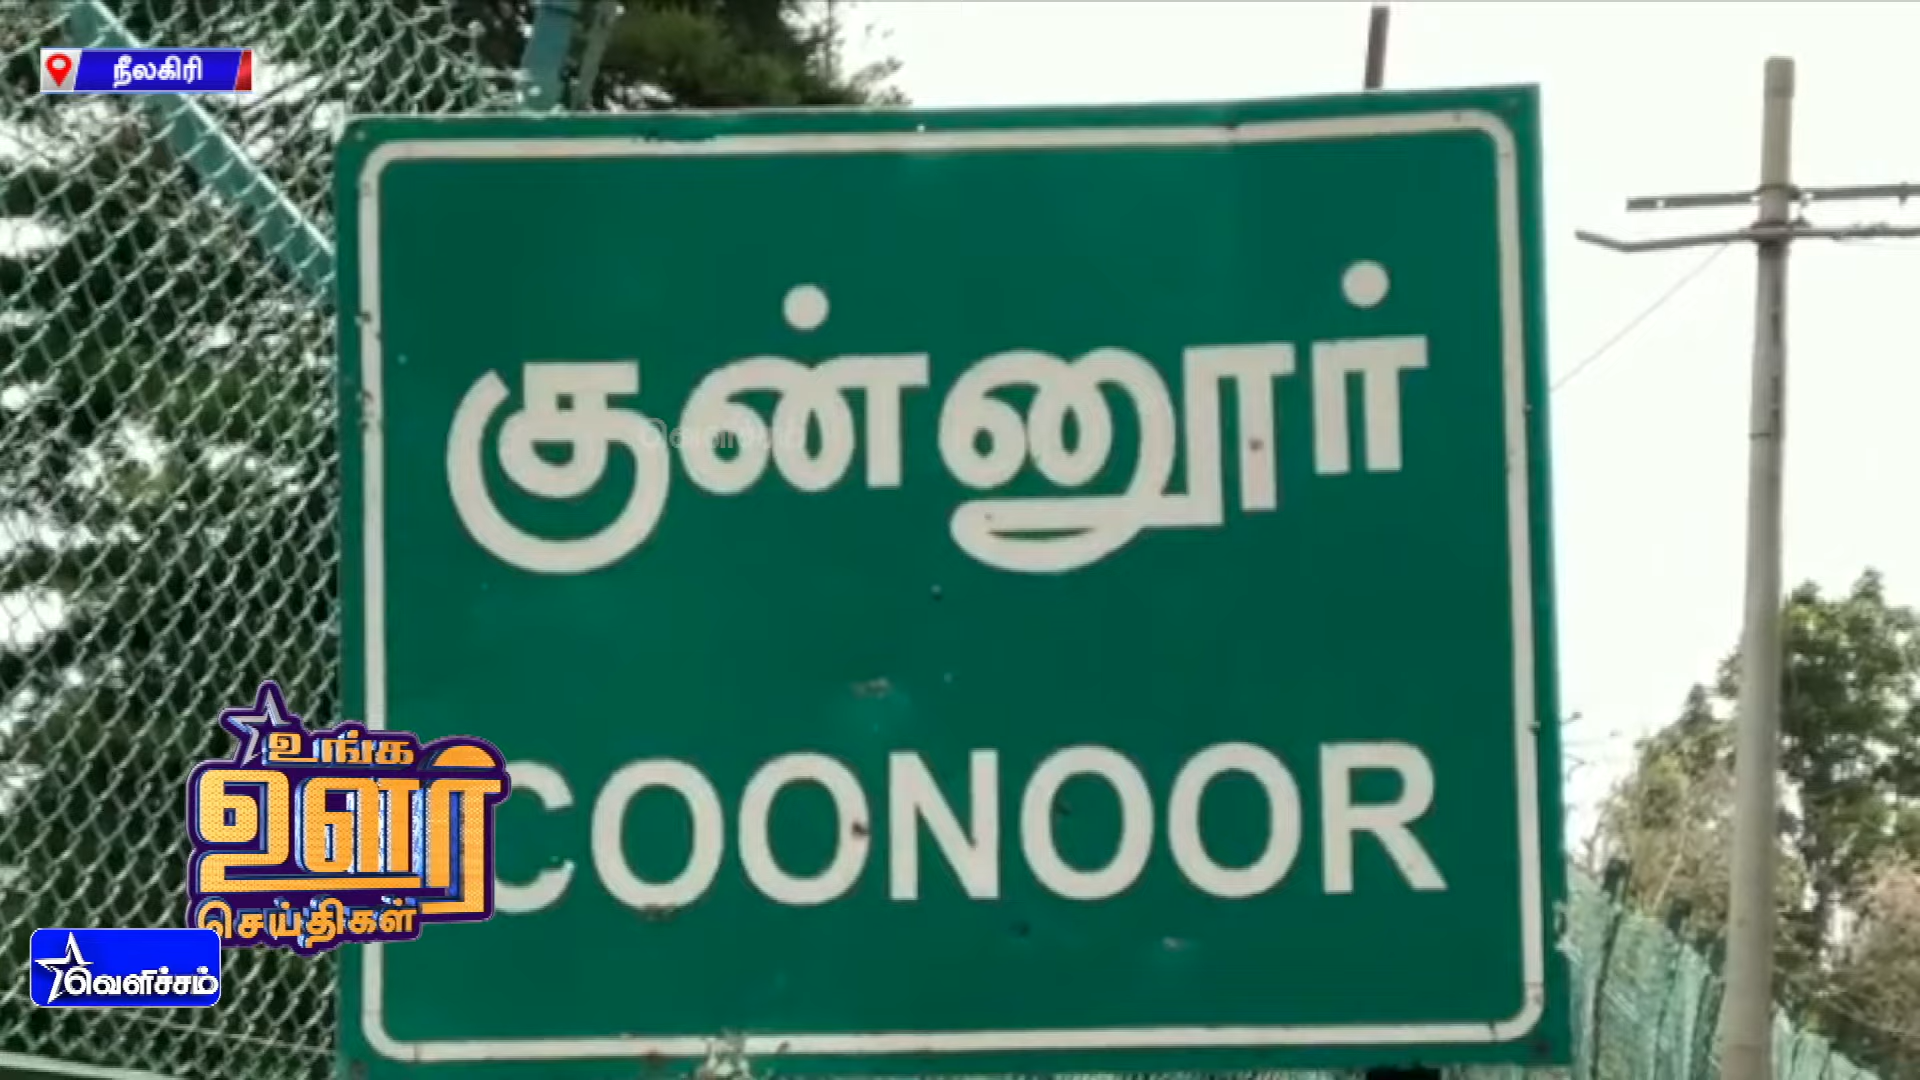 நீலகிரி
குன்னூர்
COONOOR
உங்க
ஊர்
செய்திகள்
வெளிச்சம்